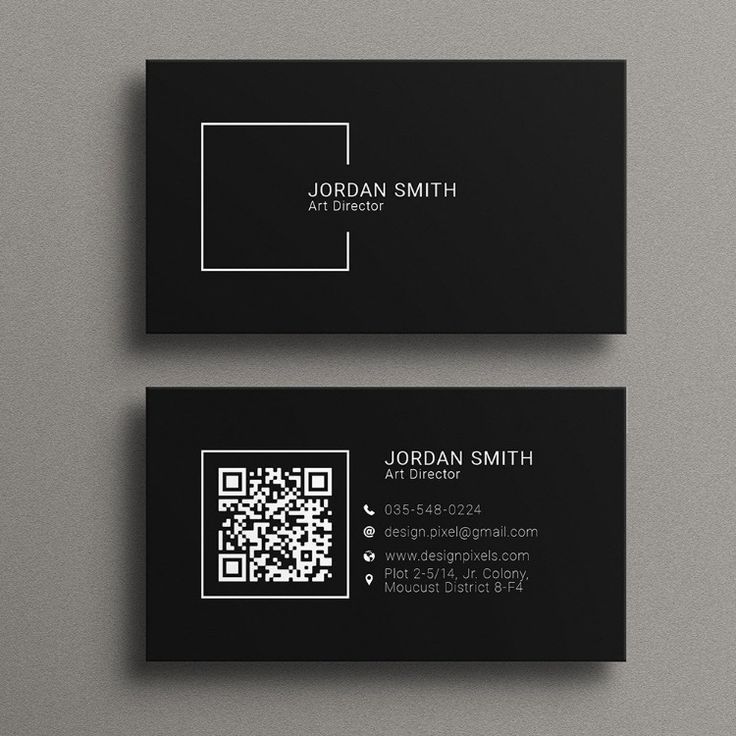 JORDAN SMITH
Art Director
JORDAN SMITH
Art Director
035-548-0224
design.pixel@gmail.com
www.designpixels.com
Plot 2-5/14, Jr. Colony,
Moucust District 8-F4